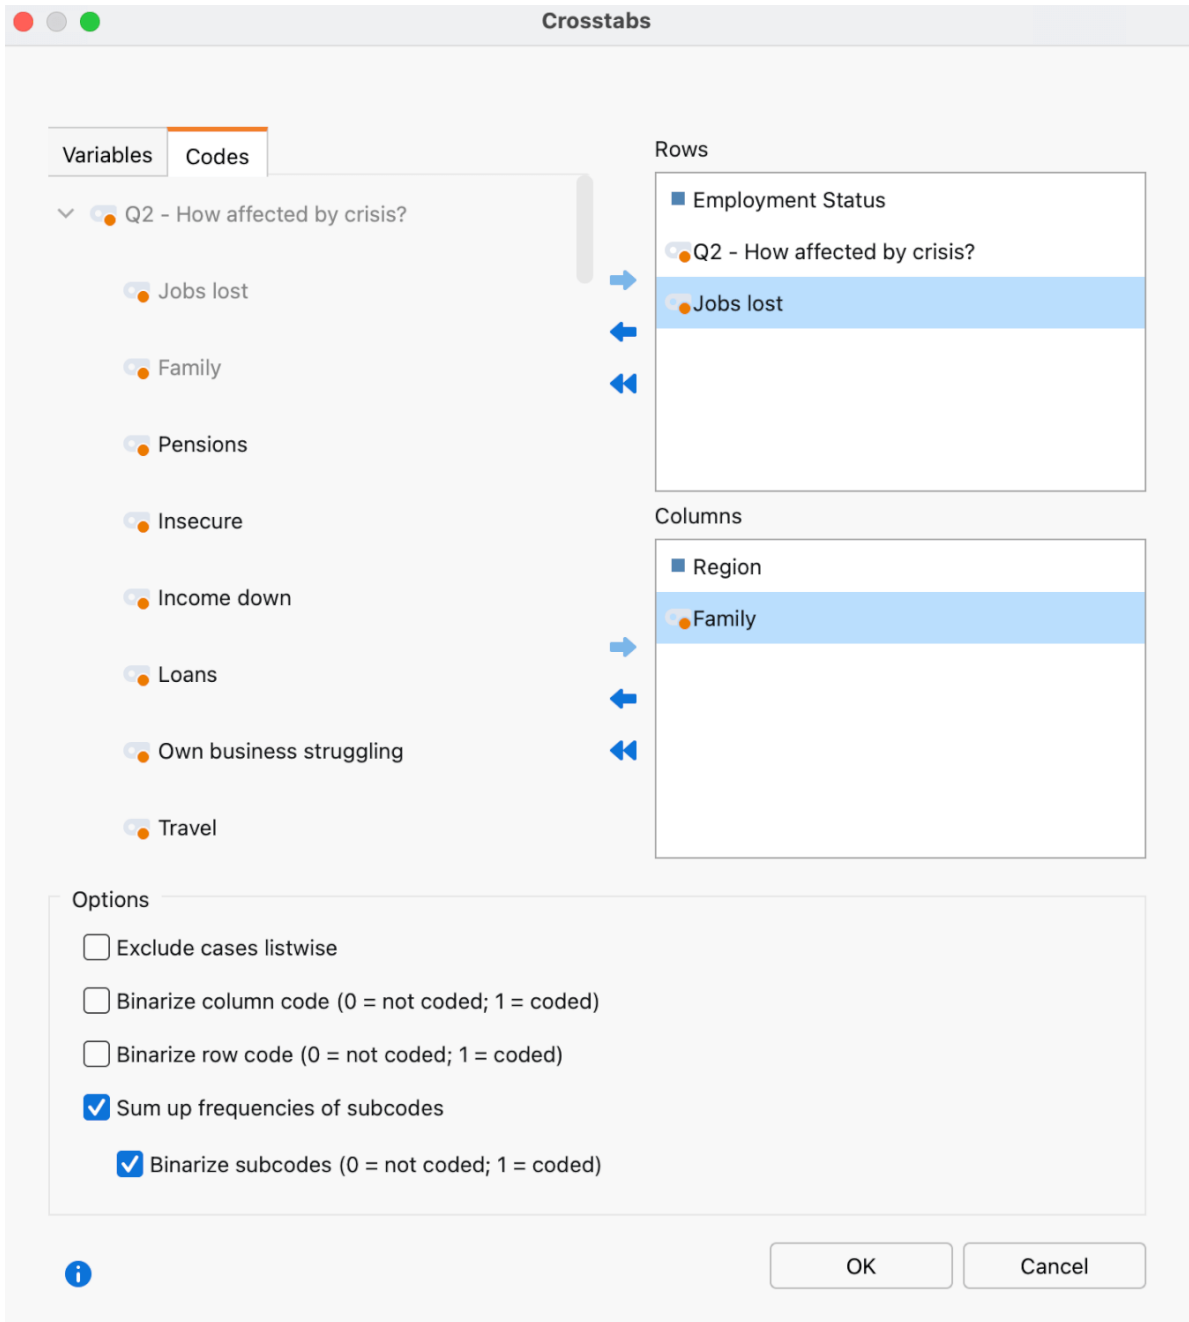 Crosstabs
Variables
Codes
Q2 - How affected by crisis?
Jobs lost
Family
Pensions
Insecure
Income down
Loans
Own business struggling
Travel
Rows
Employment Status
Q2 - How affected by crisis?
Jobs lost
Columns
Region
Family
Options
Exclude cases listwise
Binarize column code (0 = not coded; 1 = coded)
Binarize row code (0 = not coded; 1 = coded)
Sum up frequencies of subcodes
Binarize subcodes (0 = not coded; 1 = coded)
OK
Cancel